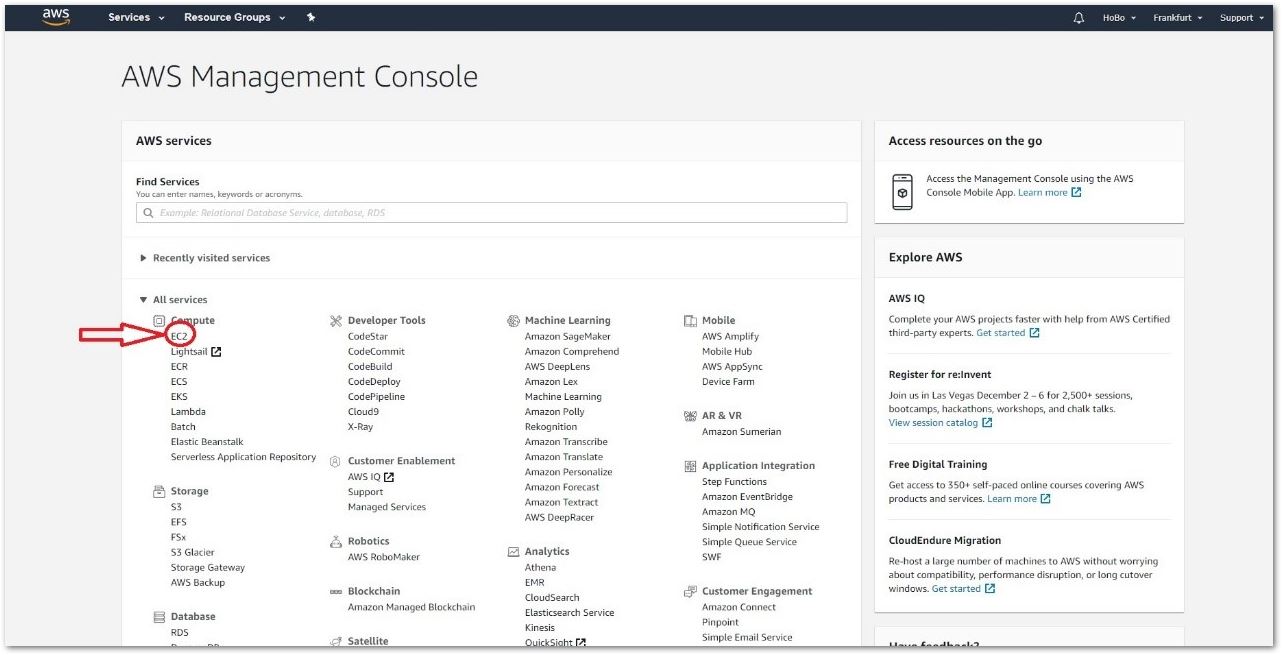 aws
Services
Resource Groups
HoBo
Frankfurt
Support
AWS Management Console
AWS services
Find Services
You can enter names, keywords or acronyms.
Example: Relational Database Service, database, RDS
Recently visited services
All services
Compute
EC2
Lightsail
ECR
ECS
EKS
Lambda
Batch
Elastic Beanstalk
Serverless Application Repository
Storage
S3
EFS
FSx
S3 Glacier
Storage Gateway
AWS Backup
Database
RDS
Developer Tools
CodeStar
CodeCommit
CodeBuild
CodeDeploy
CodePipeline
Cloud9
X-Ray
Customer Enablement
AWS IQ
Support
Managed Services
Robotics
AWS RoboMaker
Blockchain
Amazon Managed Blockchain
Satellite
Machine Learning
Amazon SageMaker
Amazon Comprehend
AWS DeepLens
Amazon Lex
Machine Learning
Amazon Polly
Rekognition
Amazon Transcribe
Amazon Translate
Amazon Personalize
Amazon Forecast
Amazon Textract
AWS DeepRacer
Analytics
Athena
EMR
CloudSearch
Elasticsearch Service
Kinesis
QuickSight
Mobile
AWS Amplify
Mobile Hub
AWS AppSync
Device Farm
AR & VR
Amazon Sumerian
Application Integration
Step Functions
Amazon EventBridge
Amazon MQ
Simple Notification Service
Simple Queue Service
SWF
Customer Engagement
Amazon Connect
Pinpoint
Simple Email Service
Access resources on the go
Access the Management Console using the AWS
Console Mobile App. Learn more
Explore AWS
AWS IQ
Complete your AWS projects faster with help from AWS Certified
third-party experts. Get started
Register for re:Invent
Join us in Las Vegas December 2 – 6 for 2,500+ sessions,
bootcamps, hackathons, workshops, and chalk talks.
View session catalog
Free Digital Training
Get access to 350+ self-paced online courses covering AWS
products and services. Learn more
CloudEndure Migration
Re-host a large number of machines to AWS without worrying
about compatibility, performance disruption, or long cutover
windows. Get started
Have feedback?